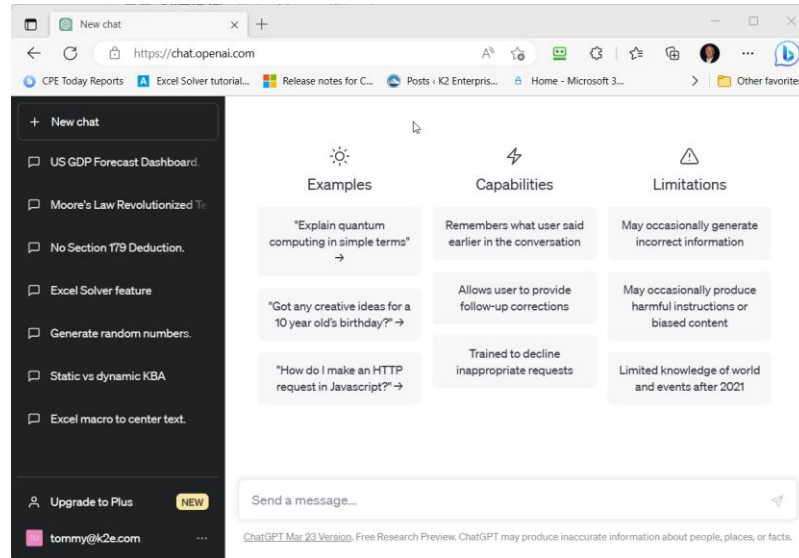 New chat
https://chat.openai.com
CPE Today Reports
Excel Solver tutorial...
Release notes for C...
Posts ‹ K2 Enterpris...
Home - Microsoft 3...
Other favorites
+ New chat
US GDP Forecast Dashboard.
Moore's Law Revolutionized Te
No Section 179 Deduction.
Excel Solver feature
Generate random numbers.
Static vs dynamic KBA
Excel macro to center text.
Upgrade to Plus
NEW
tommy@k2e.com
Examples
"Explain quantum
computing in simple terms"
→
"Got any creative ideas for a
10 year old's birthday?" →
"How do I make an HTTP
request in Javascript?" →
Capabilities
Remembers what user said
earlier in the conversation
Allows user to provide
follow-up corrections
Trained to decline
inappropriate requests
Limitations
May occasionally generate
incorrect information
May occasionally produce
harmful instructions or
biased content
Limited knowledge of world
and events after 2021
Send a message...
ChatGPT Mar 23 Version. Free Research Preview. ChatGPT may produce inaccurate information about people, places, or facts.